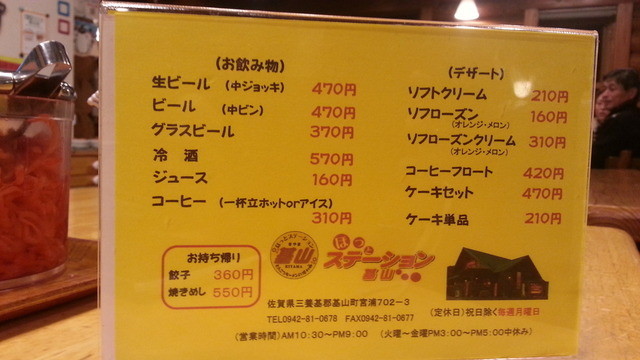 (お飲み物)
生ビール (中ジョッキ) 470円
ビール (中ビン) 470円
グラスビール 370円
冷 酒 570円
ジュース 160円
コーヒー (一杯立ホットorアイス)
310円
(デザート)
ソフトクリーム 210円
ソフローズン 160円
(オレンジ・メロン)
ソフローズンクリーム 310円
(オレンジ・メロン)
コーヒーフロート 420円
ケーキセット 470円
ケーキ単品 210円
お持ち帰り
餃子 360円
焼きめし 550円
基山
KIYAMA
ほっと
ステーション
基山
佐賀県三養基郡基山町宮浦702-3
TEL0942-81-0678 FAX0942-81-0677
(定休日)祝日除く毎週月曜日
(営業時間)AM10:30~PM9:00 (火曜~金曜PM3:00~PM5:00中休み)